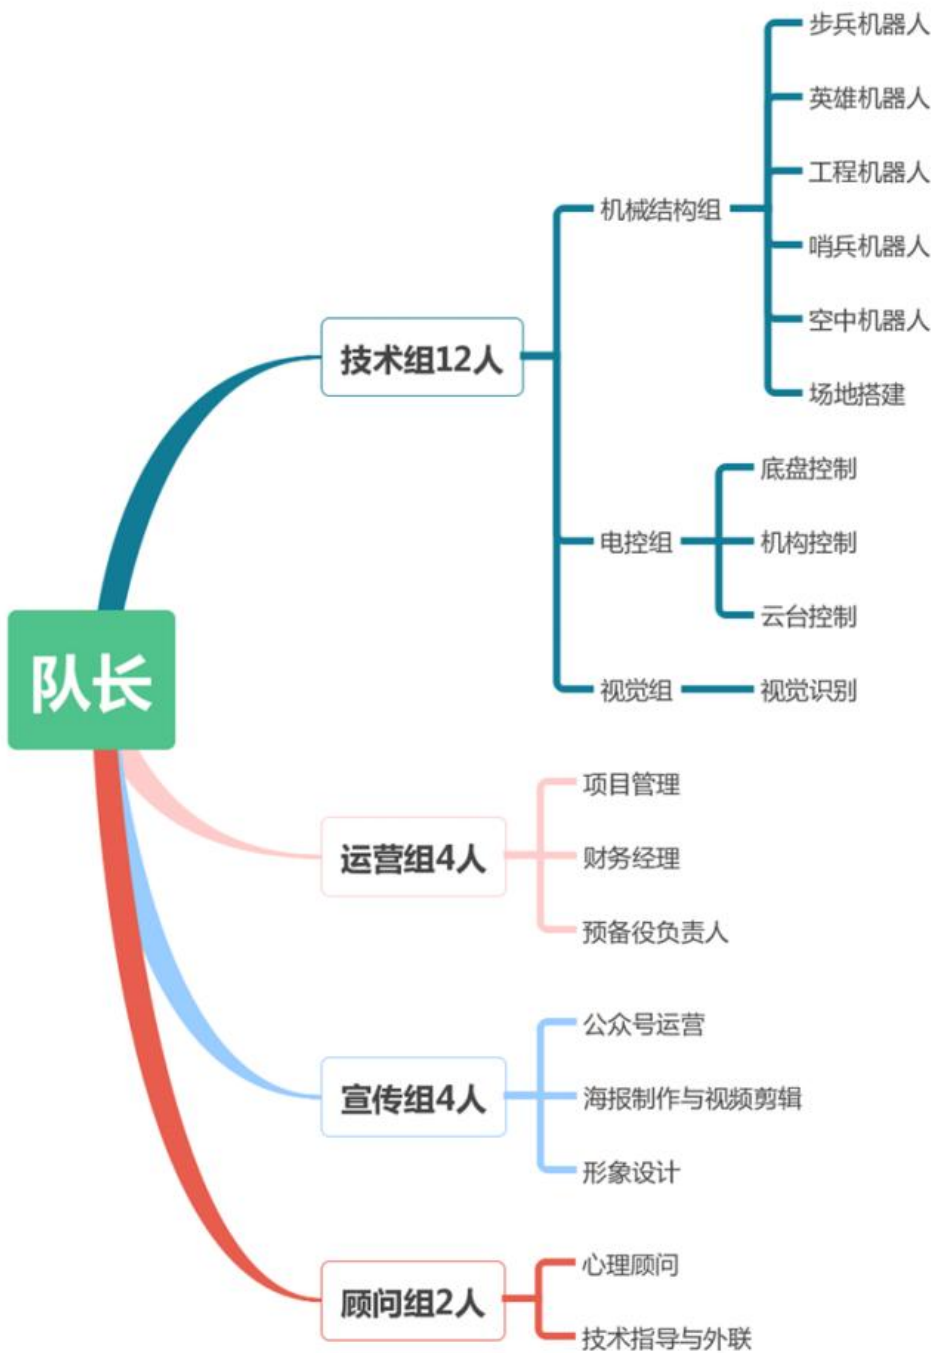 步兵机器人
英雄机器人
工程机器人
机械结构组
哨兵机器人
空中机器人
技术组12人
场地搭建
底盘控制
电控组
机构控制
云台控制
队长
视觉组
视觉识别
项目管理
运营组4人
财务经理
预备役负责人
公众号运营
宣传组4人
海报制作与视频剪辑
形象设计
心理顾问
顾问组2人
技术指导与外联